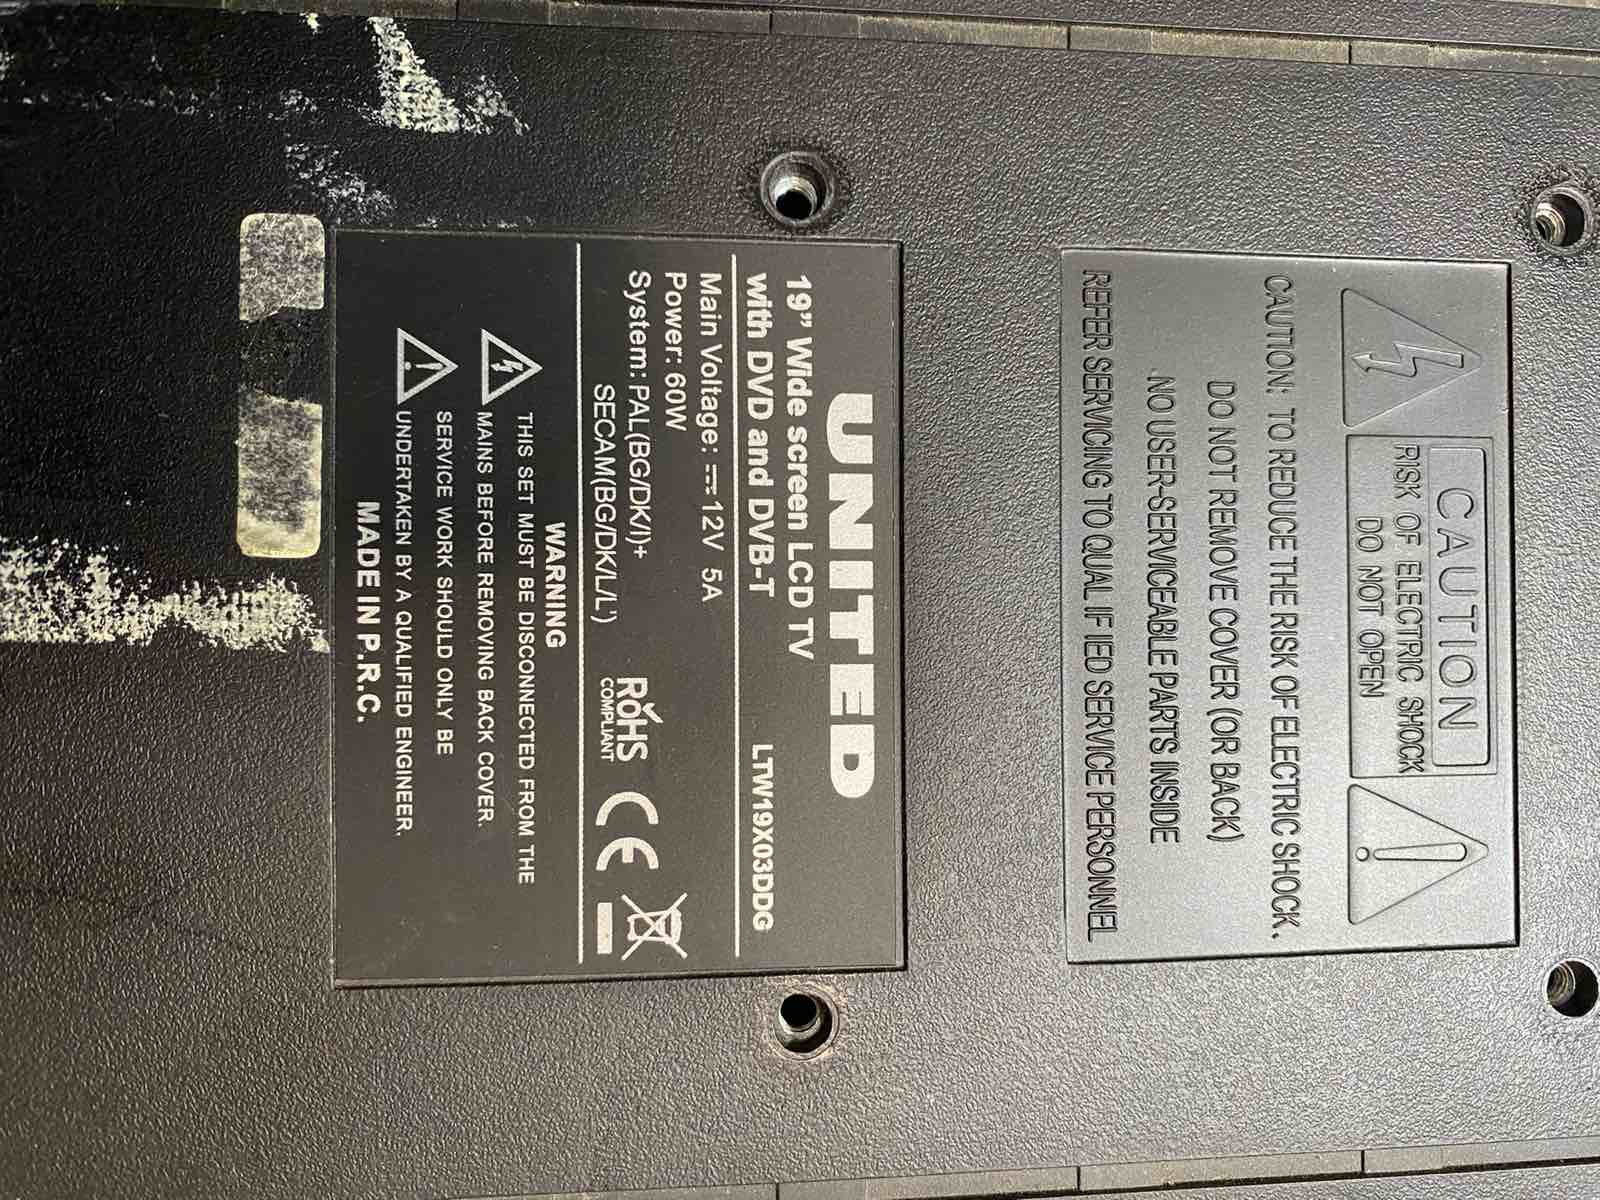 CAUTION
RISK OF ELECTRIC SHOCK
DO NOT OPEN
CAUTION: TO REDUCE THE RISK OF ELECTRIC SHOCK.
DO NOT REMOVE COVER (OR BACK)
NO USER-SERVICEABLE PARTS INSIDE
REFER SERVICING TO QUAL IF IED SERVICE PERSONNEL
UNITED
19” Wide screen LCD TV
with DVD and DVB-T LTW19X03DDG
Main Voltage: ⎓12V 5A
Power: 60W
System: PAL(BG/DK/I)+
SECAM(BG/DK/L/L')
RoHS
COMPLIANT
CE
WARNING
THIS SET MUST BE DISCONNECTED FROM THE
MAINS BEFORE REMOVING BACK COVER.
SERVICE WORK SHOULD ONLY BE
UNDERTAKEN BY A QUALIFIED ENGINEER.
MADE IN P.R.C.